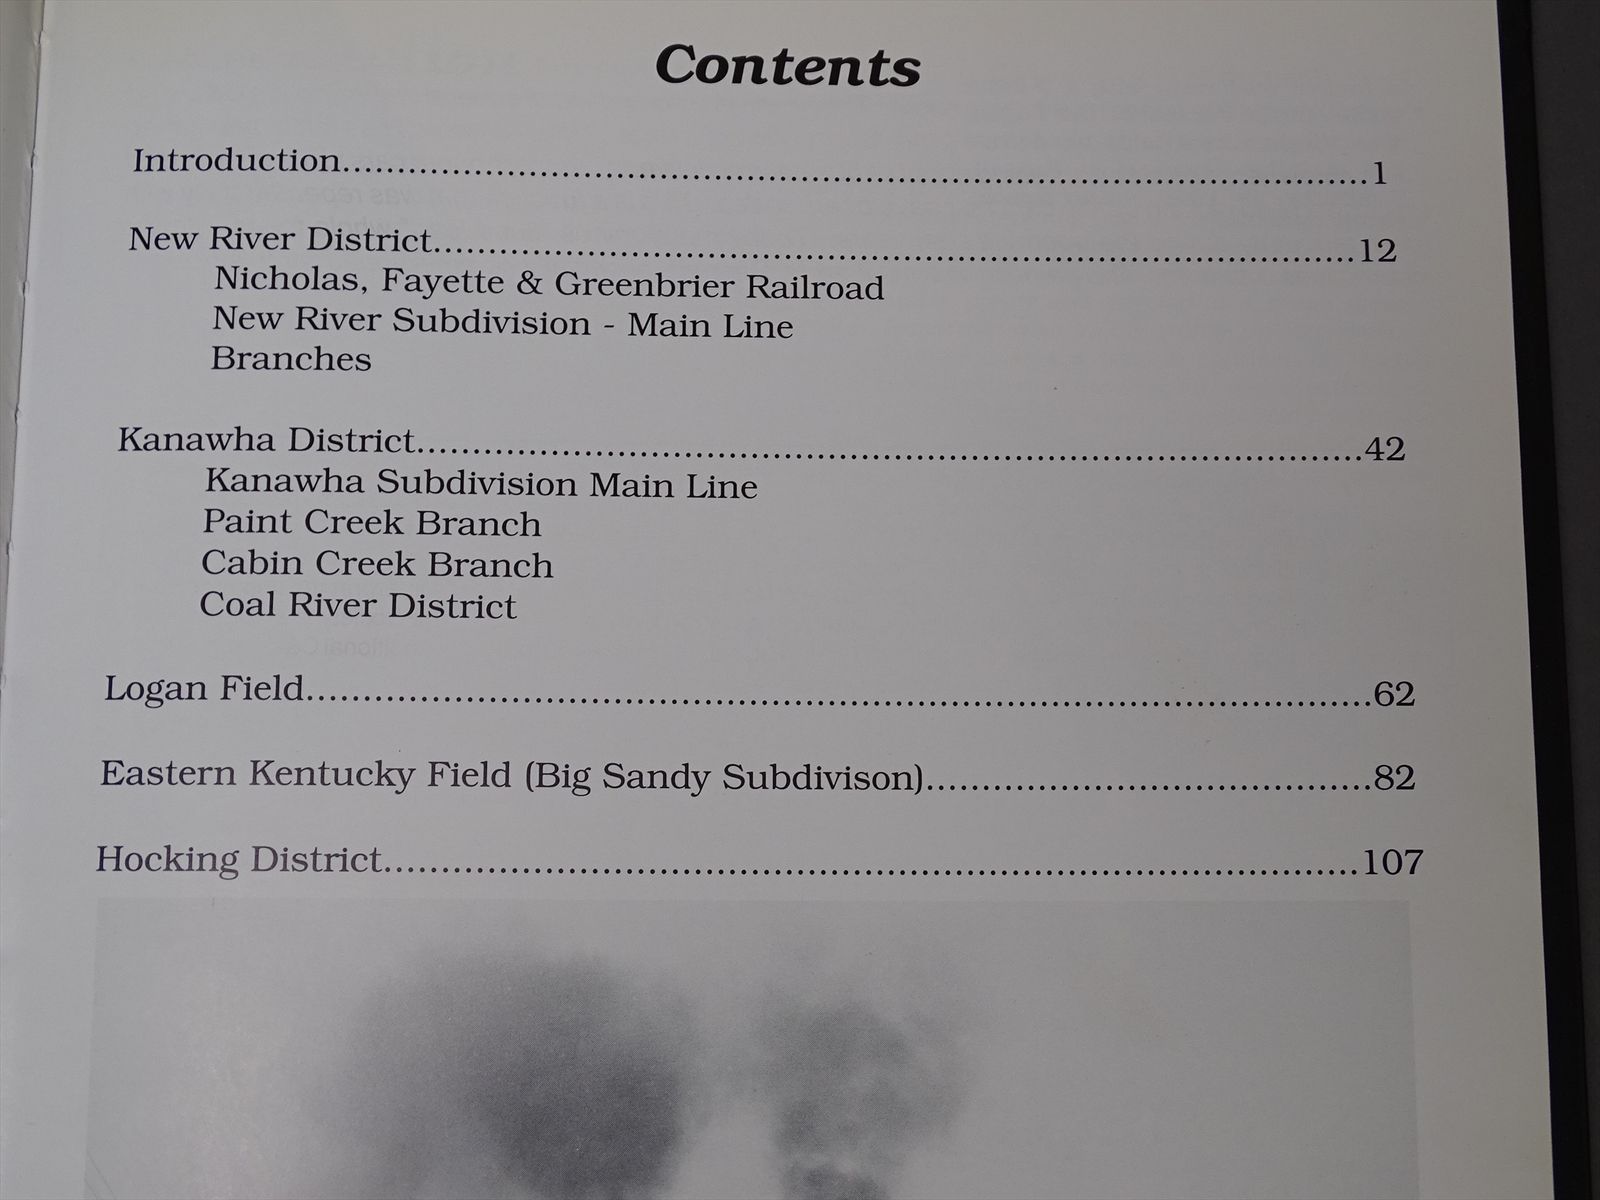 Contents
Introduction........................................................................................................1
New River District........................................................................................12
Nicholas, Fayette & Greenbrier Railroad
New River Subdivision - Main Line
Branches
Kanawha District..........................................................................................42
Kanawha Subdivision Main Line
Paint Creek Branch
Cabin Creek Branch
Coal River District
Logan Field....................................................................................................62
Eastern Kentucky Field (Big Sandy Subdivison)........................................82
Hocking District...........................................................................................107